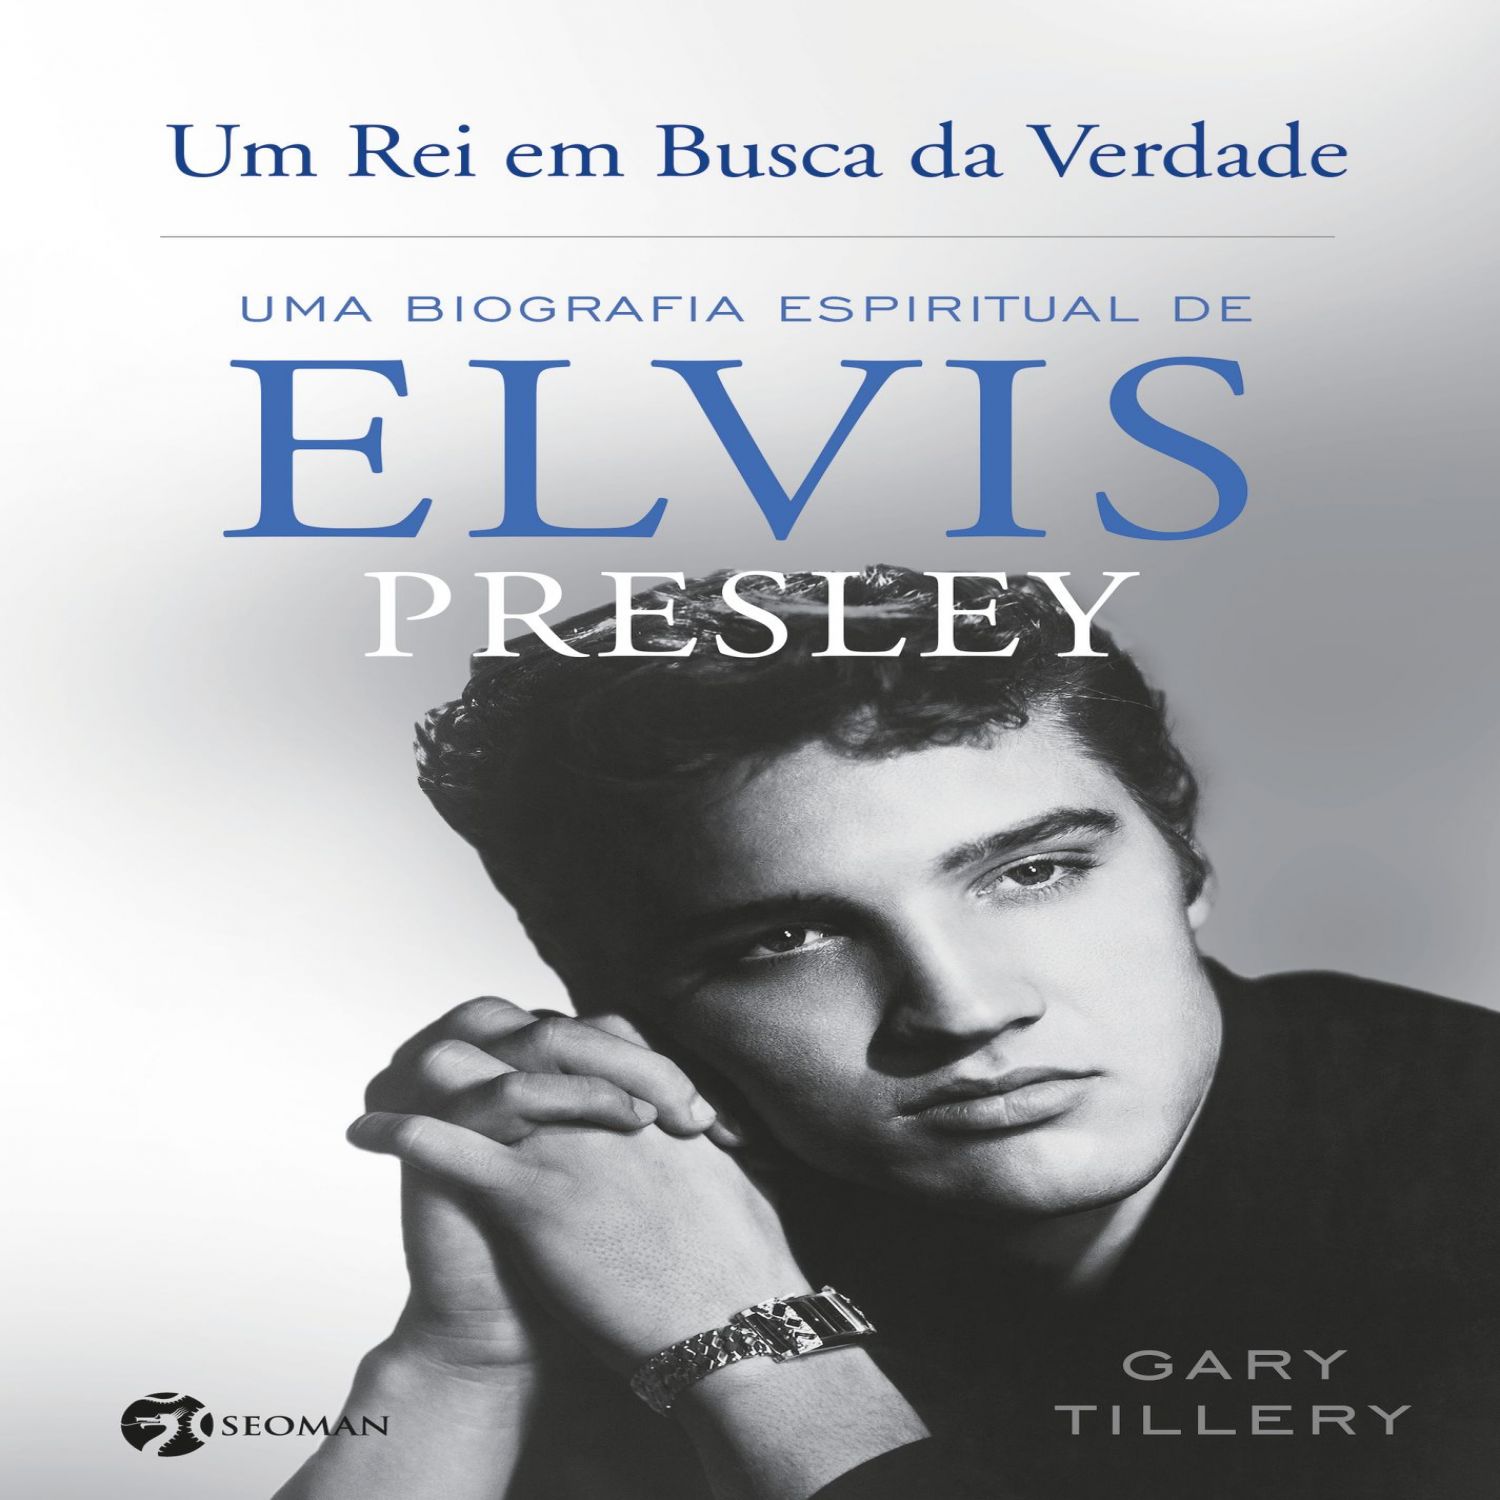 Um Rei em Busca da Verdade
UMA BIOGRAFIA ESPIRITUAL DE
ELVIS
PRESLEY
GARY
TILLERY
SEOMAN